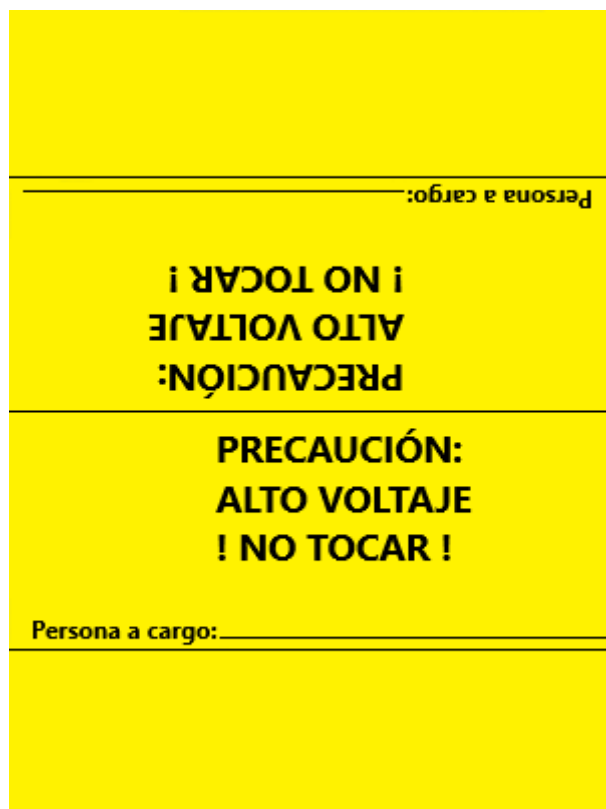 Persona a cargo:
! NO TOCAR !
ALTO VOLTAJE
PRECAUCIÓN:
PRECAUCIÓN:
ALTO VOLTAJE
! NO TOCAR !
Persona a cargo: